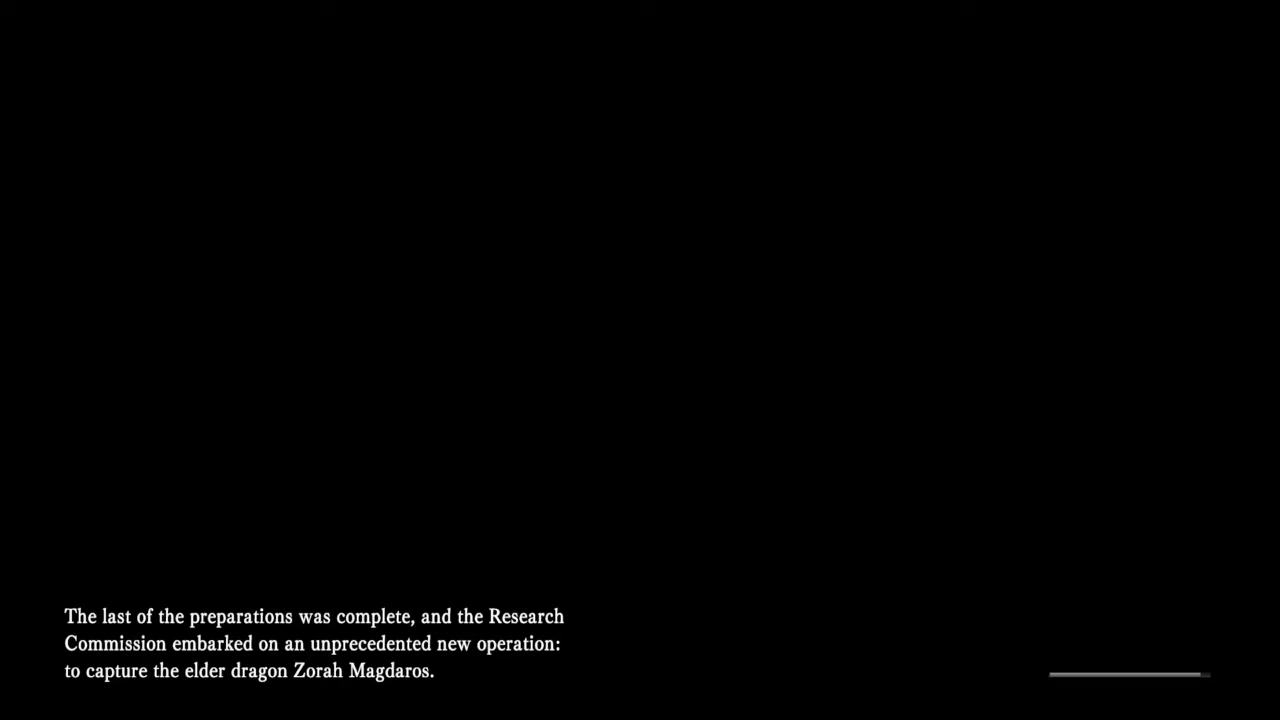 The last of the preparations was complete, and the Research
Commission embarked on an unprecedented new operation:
to capture the elder dragon Zorah Magdaros.